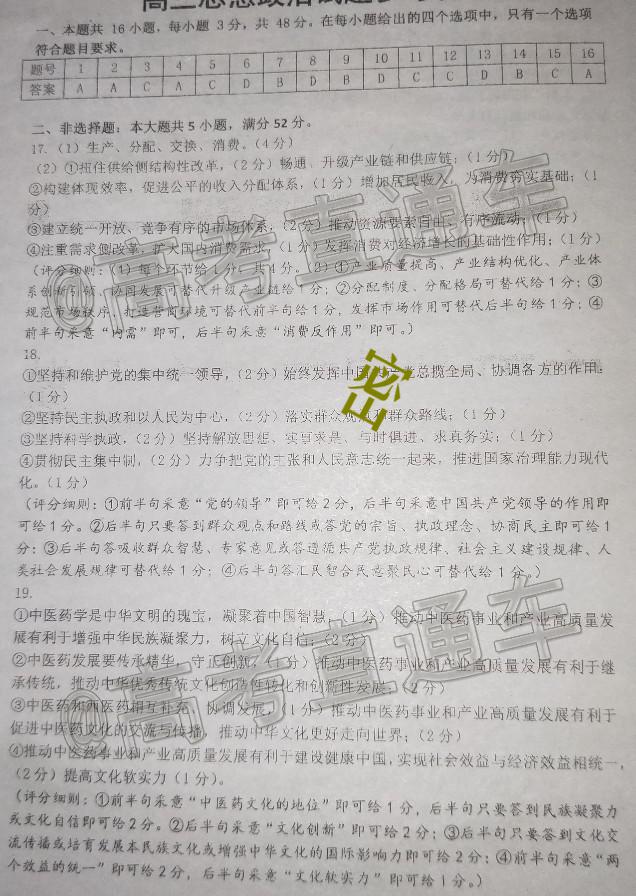 高三思想政治试题参
一、本题共 16 小题，每小题 3 分，共 48 分。在每小题给出的四个选项中，只有一个选项
符合题目要求。
题号 1 2 3 4 5 6 7 8 9 10 11 12 13 14 15 16
答案 A A C A C D B D B D C C D B C A
二、非选择题：本大题共 5 小题，满分 52 分。
17.（1）生产、分配、交换、消费。（4 分）
（2）①扭住供给侧结构性改革，（2 分）畅通、升级产业链和供应链；（1 分）
②构建体现效率，促进公平的收入分配体系，（1 分）增加居民收入，为消费夯实基础；（1
分）
③建立统一开放、竞争有序的市场体系，（2 分）推动资源要素自由、有序流动；（1 分）
④注重需求侧改革，扩大国内消费需求，（1 分）发挥消费对经济增长的基础性作用；（1 分）
（评分细则：（1）每个环节给 1 分，共 4 分。（2）①产业质量提高、产业结构优化、产业体
系创新引领、协同发展可替代升级产业链给 1 分；②分配制度、分配格局可替代给 1 分；③
规范市场秩序、打造营商环境可替代前半句给 1 分，发挥市场作用可替代后半句给 1 分；④
前半句采意“内需”即可，后半句采意“消费反作用”即可。）
18.
①坚持和维护党的集中统一领导，（2 分）始终发挥中国共产党总揽全局、协调各方的作用；
（1 分）
②坚持民主执政和以人民为中心，（2 分）落实群众观点和群众路线；（1 分）
③坚持科学执政，（2 分）坚持解放思想、实事求是、与时俱进、求真务实；（1 分）
④贯彻民主集中制，（2 分）力争把党的主张和人民意志统一起来，推进国家治理能力现代
化。（1 分）
（评分细则：①前半句采意“党的领导”即可给 2 分，后半句采意中国共产党领导的作用即
可给 1 分。②后半句只要答到群众观点和路线或答党的宗旨、执政理念、协商民主即可给 1
分；③后半句答吸收群众智慧、专家意见或答遵循共产党执政规律、社会主义建设规律、人
类社会发展规律可替代给 1 分；④后半句答汇民智合民意聚民心可替代给 1 分。）
19.
①中医药学是中华文明的瑰宝，凝聚着中国智慧，（1 分）推动中医药事业和产业高质量发
展有利于增强中华民族凝聚力，树立文化自信；（2 分）
②中医药发展要传承精华，守正创新，（1 分）推动中医药事业和产业高质量发展有利于继
承传统，推动中华优秀传统文化创造性转化和创新性发展；（2 分）
③中医药和西医药相互补充、协调发展，（1 分）推动中医药事业和产业高质量发展有利于
促进中医药文化的交流与传播，推动中华文化更好走向世界；（2 分）
④推动中医药事业和产业高质量发展有利于建设健康中国，实现社会效益与经济效益相统一，
（2 分）提高文化软实力（1 分）。
（评分细则：①前半句采意“中医药文化的地位”即可给 1 分，后半句只要答到民族凝聚力
或文化自信即可给 2 分。②后半句采意“文化创新”即可给 2 分；③后半句只要答到文化交
流传播或培育发展本民族文化或增强中华文化的国际影响力即可给 2 分；④前半句采意“两
个效益的统一”即可给 2 分，后半句采意“文化软实力”即可给 1 分。）
密
@高考直通车
@高考直通车